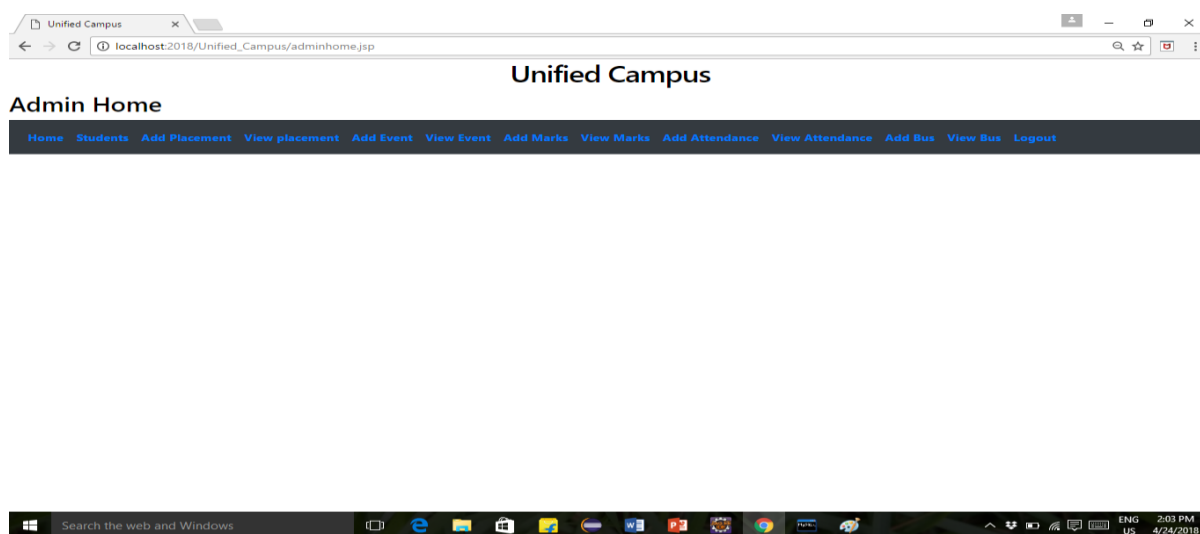 Unified Campus
localhost:2018/Unified_Campus/adminhome.jsp
Unified Campus
Admin Home
Home Students Add Placement View placement Add Event View Event Add Marks View Marks Add Attendance View Attendance Add Bus View Bus Logout
Search the web and Windows
ENG 2:03 PM
US 4/24/2018